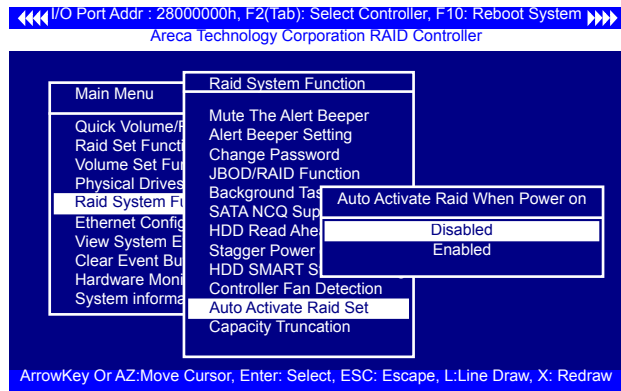 I/O Port Addr : 28000000h, F2(Tab): Select Controller, F10: Reboot System
Areca Technology Corporation RAID Controller
Main Menu
Quick Volume/
Raid Set Functi
Volume Set Fu
Physical Drives
Raid System F
Ethernet Config
View System E
Clear Event Bu
Hardware Moni
System informa
Raid System Function
Mute The Alert Beeper
Alert Beeper Setting
Change Password
JBOD/RAID Function
Background Tas
SATA NCQ Sup
HDD Read Ahe
Stagger Power
HDD SMART S
Controller Fan Detection
Auto Activate Raid Set
Capacity Truncation
Auto Activate Raid When Power on
Disabled
Enabled
ArrowKey Or AZ:Move Cursor, Enter: Select, ESC: Escape, L:Line Draw, X: Redraw